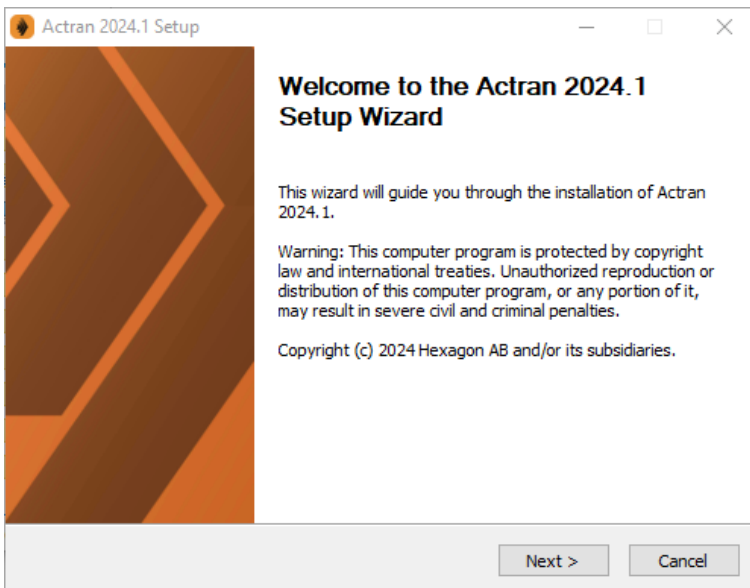 Actran 2024.1 Setup
Welcome to the Actran 2024.1
Setup Wizard
This wizard will guide you through the installation of Actran
2024.1.
Warning: This computer program is protected by copyright
law and international treaties. Unauthorized reproduction or
distribution of this computer program, or any portion of it,
may result in severe civil and criminal penalties.
Copyright (c) 2024 Hexagon AB and/or its subsidiaries.
Next >
Cancel